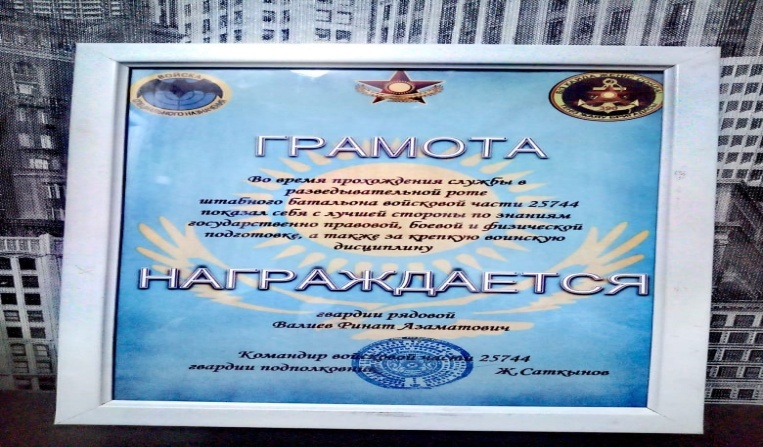 ВОЙСКА
ГРАМОТА
Во время прохождения службы в
разведывательной роте
штабного батальона войсковой части 25744
показал себя с лучшей стороны по знаниям
государственно правовой, боевой и физической
подготовке, а также за крепкую воинскую
дисциплину
НАГРАЖДАЕТСЯ
гвардии рядовой
Валиев Ринат Азаматович
Командир войсковой части 25744
гвардии подполковник Ж.Саткынов